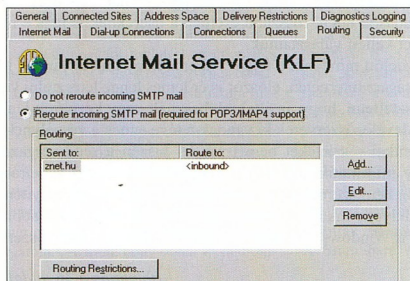 General Connected Sites Address Space Delivery Restrictions Diagnostics Logging
Internet Mail Dial-up Connections Connections Queues Routing Security
Internet Mail Service (KLF)
Do not reroute incoming SMTP mail
Reroute incoming SMTP mail (required for POP3/IMAP4 support)
Routing
Sent to: Route to:
znet.hu <inbound>
Add...
Edit...
Remove
Routing Restrictions...